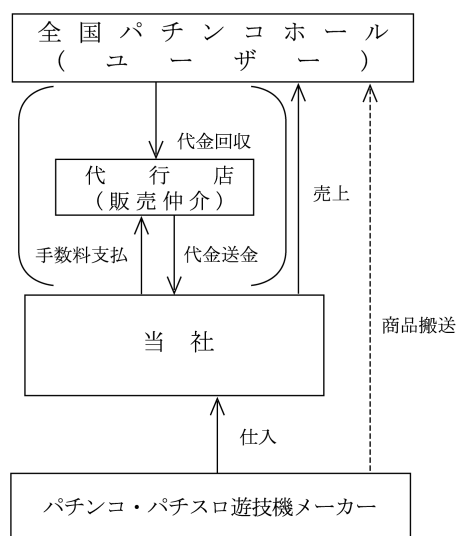 全国パチンコホール
（ユーザー）
代金回収
代行店
（販売仲介）
売上
手数料支払
代金送金
商品搬送
当社
仕入
パチンコ・パチスロ遊技機メーカー